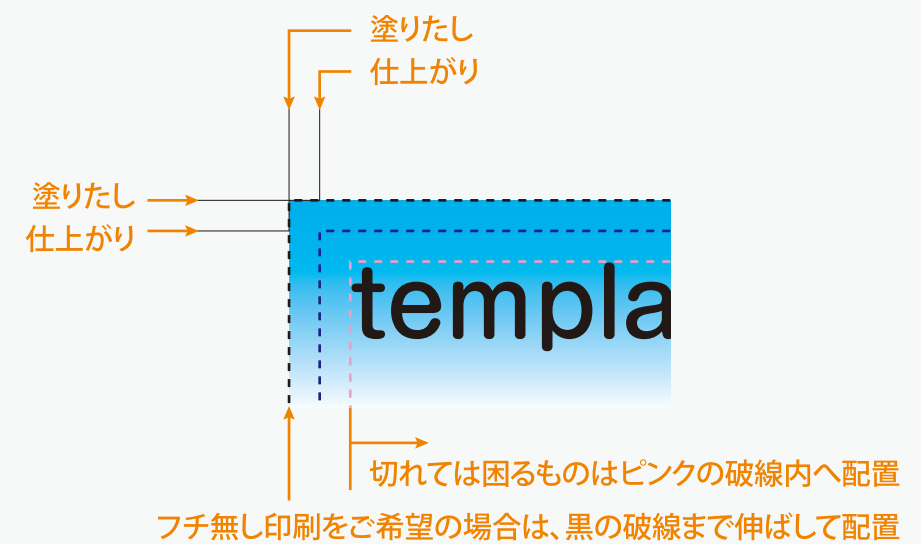 塗りたし
仕上がり
塗りたし
仕上がり
templa
切れては困るものはピンクの破線内へ配置
フチ無し印刷をご希望の場合は、黒の破線まで伸ばして配置